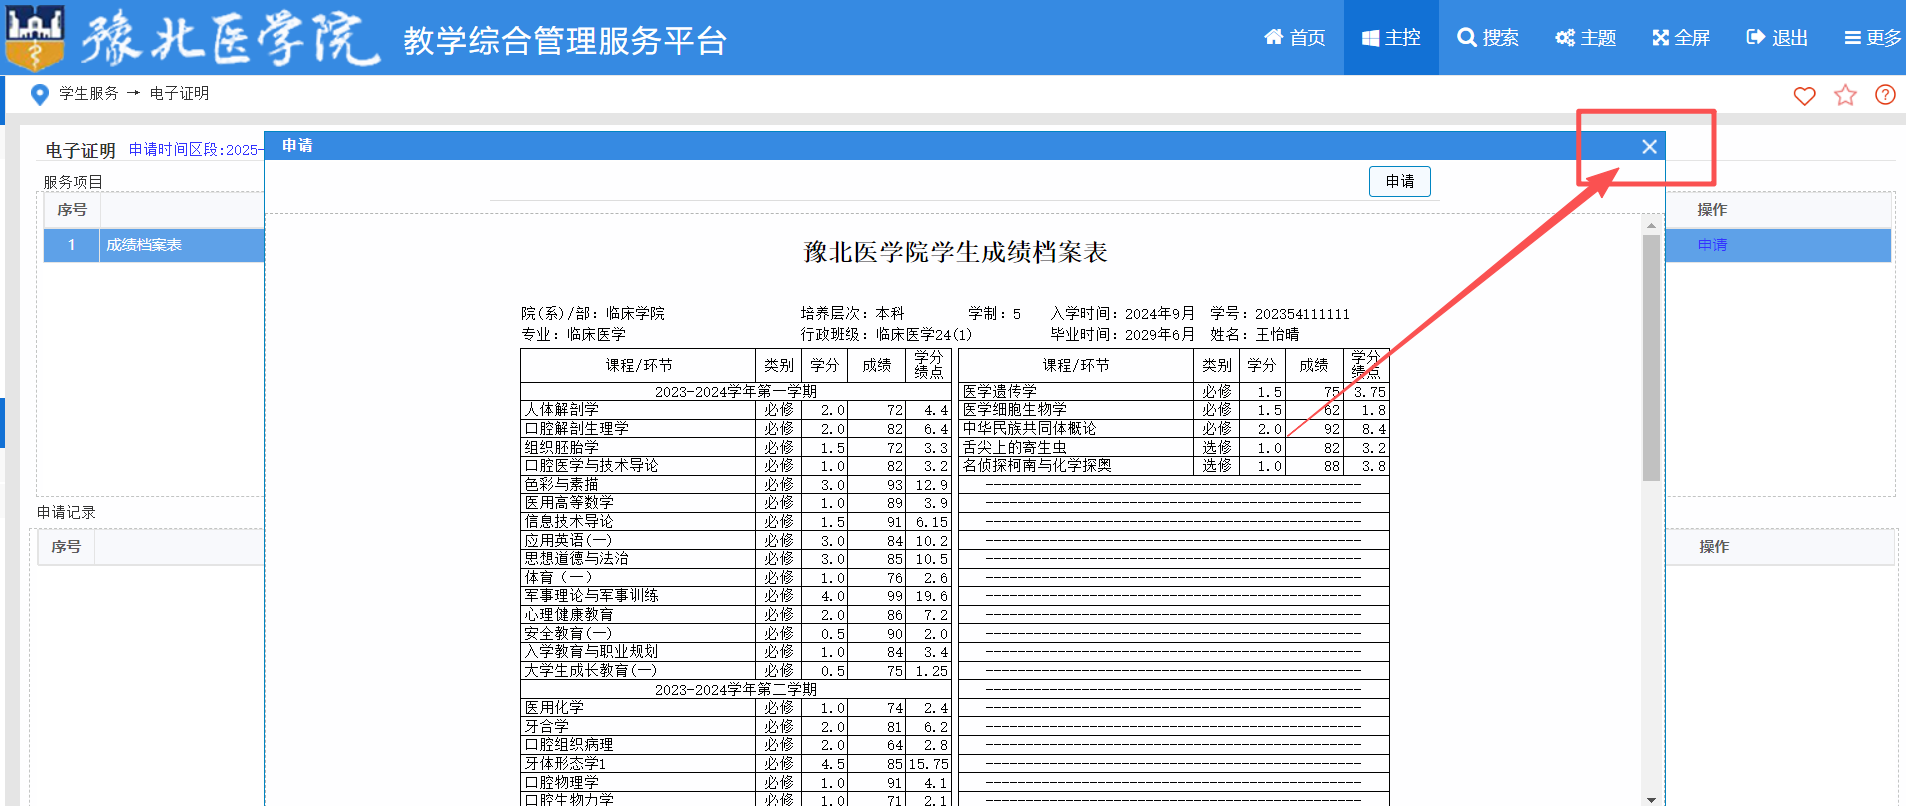 豫北医学院 教学综合管理服务平台 首页 主控 搜索 主题 全屏 退出 更多
学生服务 → 电子证明
电子证明 申请时间区段:2025-
申请
申请
服务项目
序号 操作
1 成绩档案表 申请
申请记录
序号 操作
豫北医学院学生成绩档案表
院(系)/部: 临床学院 培养层次: 本科 学制: 5 入学时间: 2024年9月 学号: 202354111111
专业: 临床医学 行政班级: 临床医学24(1) 毕业时间: 2029年6月 姓名: 王怡晴
课程/环节 类别 学分 成绩 学分绩点
2023-2024学年第一学期
人体解剖学 必修 2.0 72 4.4
口腔解剖生理学 必修 2.0 82 6.4
组织胚胎学 必修 1.5 72 3.3
口腔医学与技术导论 必修 1.0 82 3.2
色彩与素描 必修 3.0 93 12.9
医用高等数学 必修 1.0 89 3.9
信息技术导论 必修 1.5 91 6.15
应用英语(一) 必修 3.0 84 10.2
思想道德与法治 必修 3.0 85 10.5
体育（一） 必修 1.0 76 2.6
军事理论与军事训练 必修 4.0 99 19.6
心理健康教育 必修 2.0 86 7.2
安全教育(一) 必修 0.5 90 2.0
入学教育与职业规划 必修 1.0 84 3.4
大学生成长教育(一) 必修 0.5 75 1.25
2023-2024学年第二学期
医用化学 必修 1.0 74 2.4
牙合学 必修 2.0 81 6.2
口腔组织病理 必修 2.0 64 2.8
牙体形态学1 必修 4.5 85 15.75
口腔物理学 必修 1.0 91 4.1
口腔生物力学 必修 1.0 71 2.1
课程/环节 类别 学分 成绩 学分绩点
医学遗传学 必修 1.5 75 3.75
医学细胞生物学 必修 1.5 62 1.8
中华民族共同体概论 必修 2.0 92 8.4
舌尖上的寄生虫 选修 1.0 82 3.2
名侦探柯南与化学探奥 选修 1.0 88 3.8